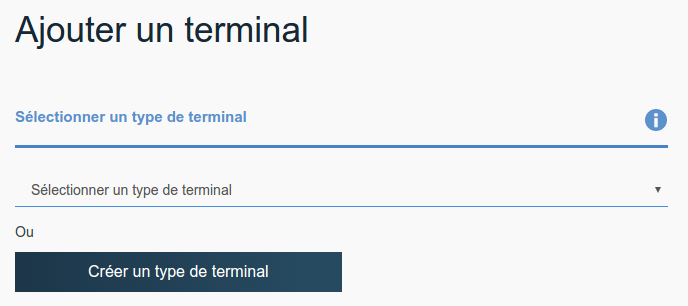 Ajouter un terminal
Sélectionner un type de terminal
Sélectionner un type de terminal
Ou
Créer un type de terminal